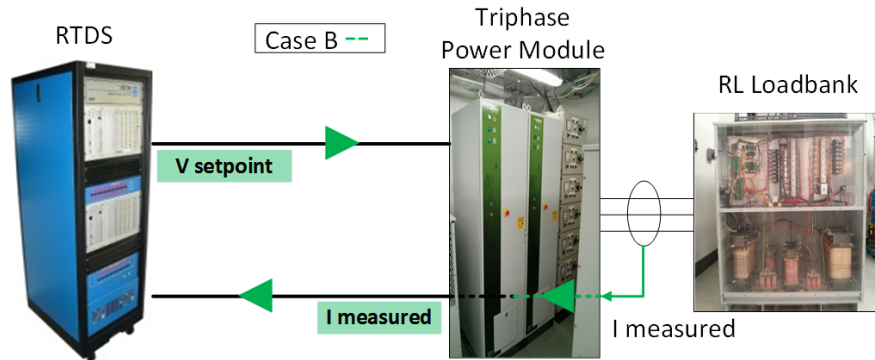 RTDS
Case B
Triphase
Power Module
RL Loadbank
V setpoint
I measured
I measured